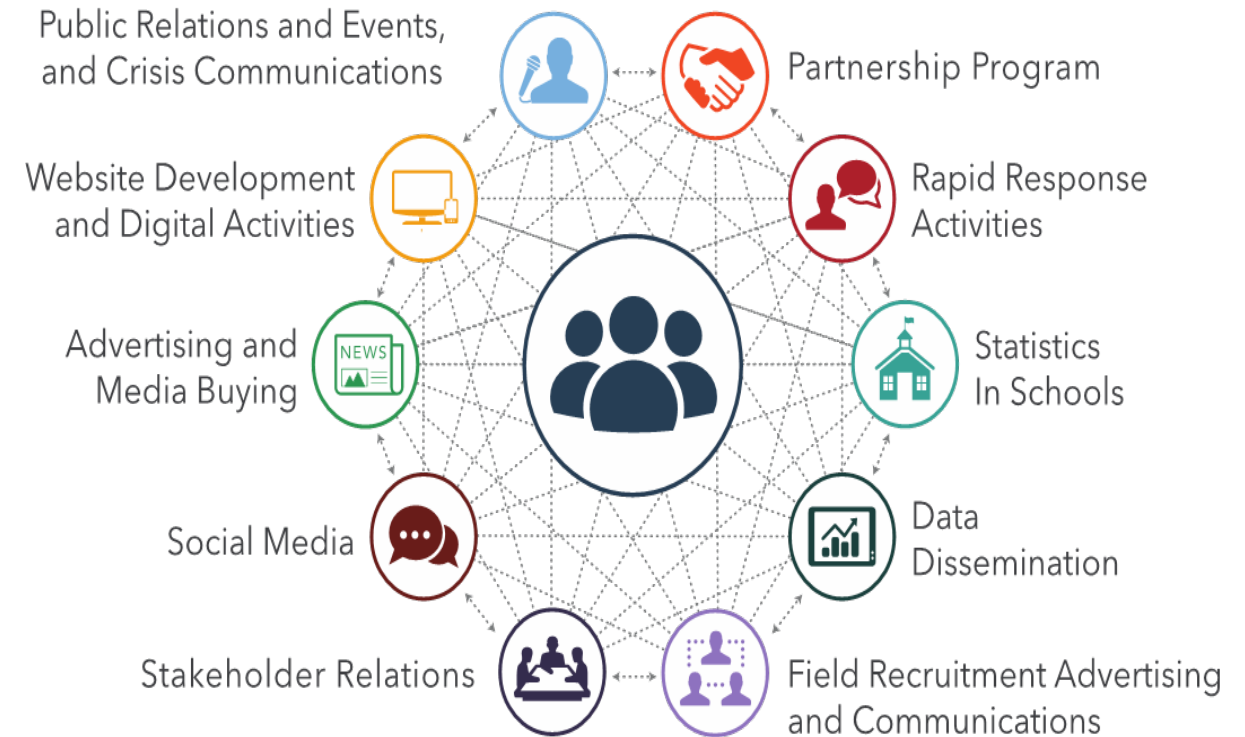 Public Relations and Events,
and Crisis Communications
Partnership Program
Website Development
and Digital Activities
Rapid Response
Activities
Advertising and
Media Buying
NEWS
Statistics
In Schools
Social Media
Data
Dissemination
Stakeholder Relations
Field Recruitment Advertising
and Communications